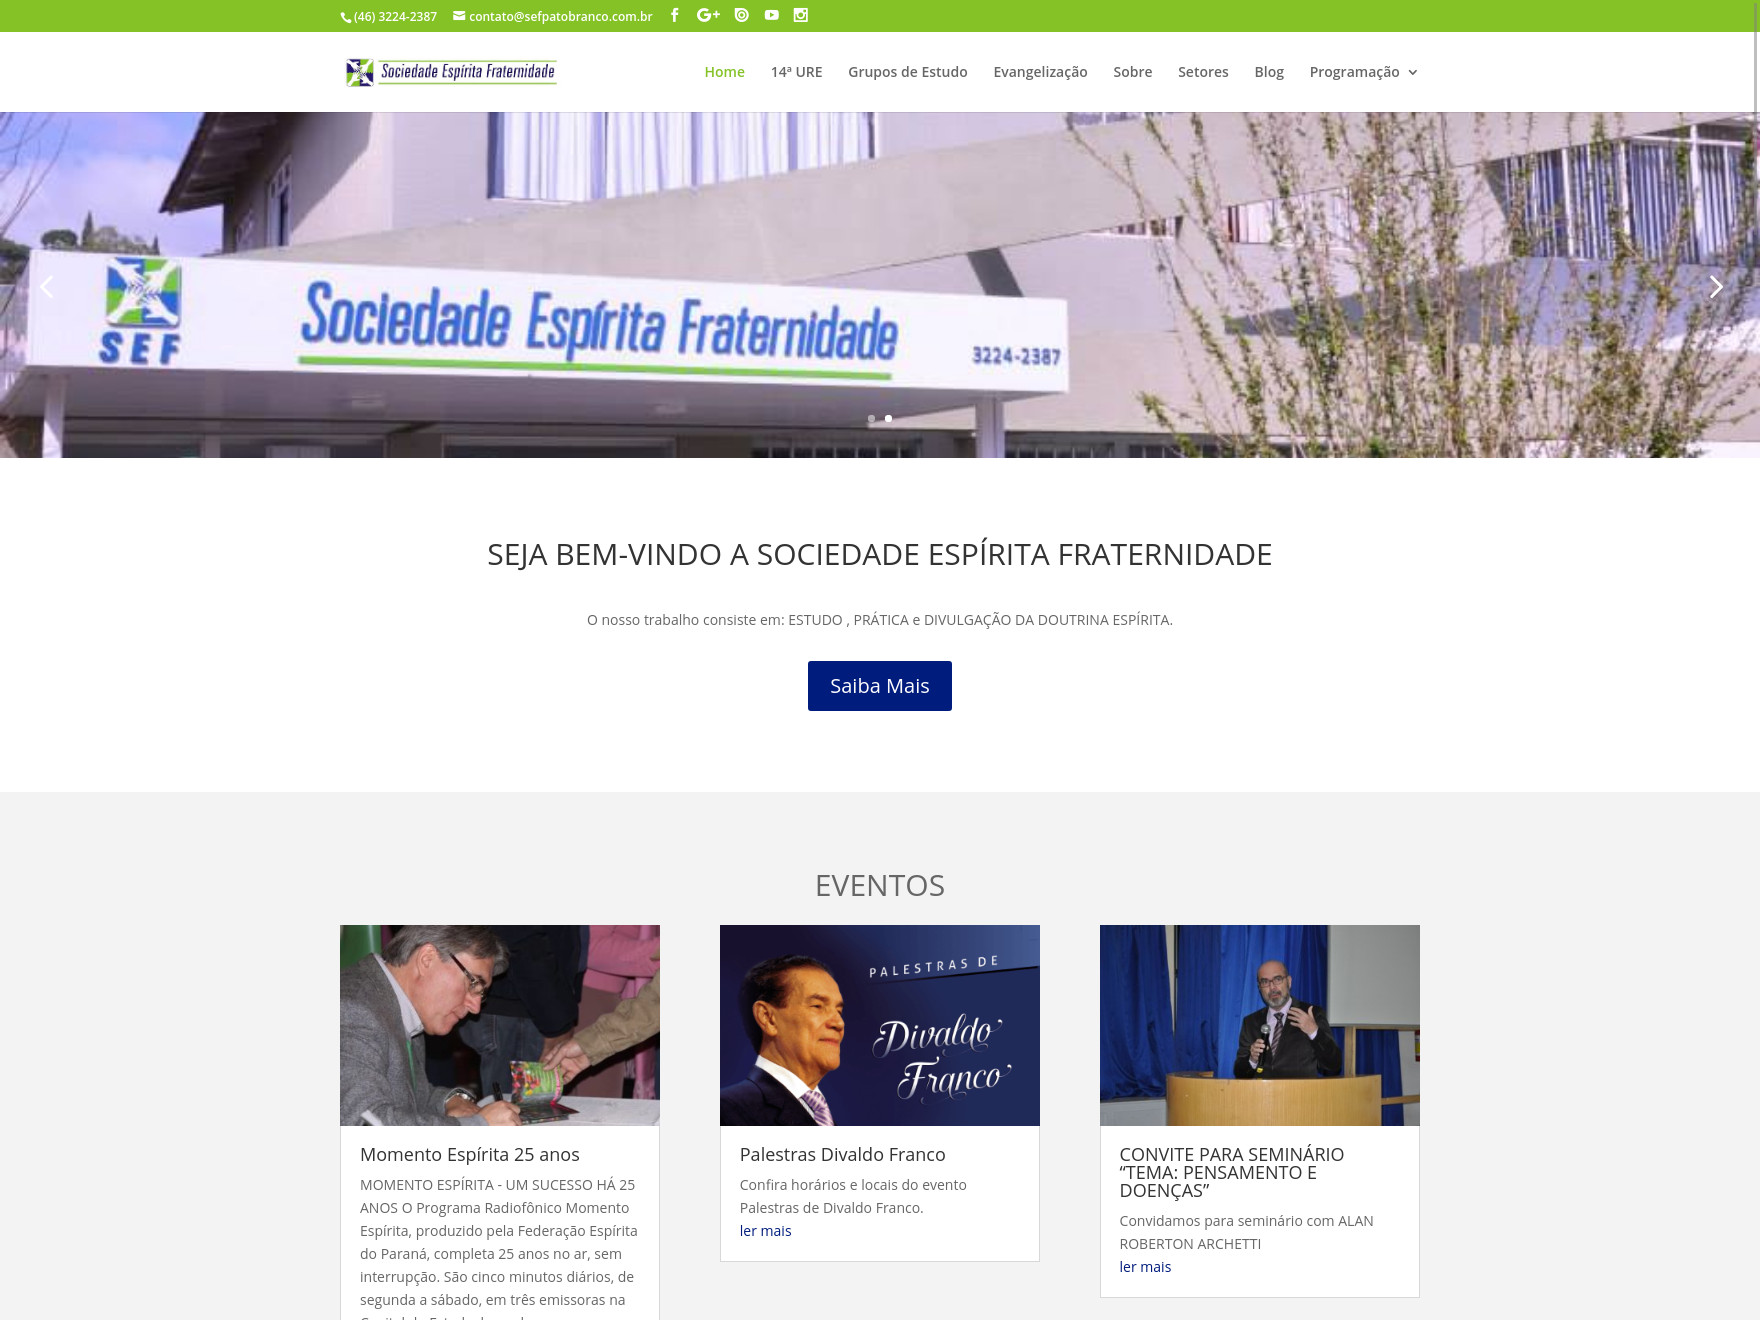 (46) 3224-2387 contato@sefpatobranco.com.br
Sociedade Espírita Fraternidade
Home 14ª URE Grupos de Estudo Evangelização Sobre Setores Blog Programação
SEF
Sociedade Espírita Fraternidade
3224-2387
SEJA BEM-VINDO A SOCIEDADE ESPÍRITA FRATERNIDADE
O nosso trabalho consiste em: ESTUDO , PRÁTICA e DIVULGAÇÃO DA DOUTRINA ESPÍRITA.
Saiba Mais
EVENTOS
PALESTRAS DE
Divaldo
Franco
Momento Espírita 25 anos
MOMENTO ESPÍRITA - UM SUCESSO HÁ 25
ANOS O Programa Radiofônico Momento
Espírita, produzido pela Federação Espírita
do Paraná, completa 25 anos no ar, sem
interrupção. São cinco minutos diários, de
segunda a sábado, em três emissoras na
Palestras Divaldo Franco
Confira horários e locais do evento
Palestras de Divaldo Franco.
ler mais
CONVITE PARA SEMINÁRIO
“TEMA: PENSAMENTO E
DOENÇAS”
Convidamos para seminário com ALAN
ROBERTON ARCHETTI
ler mais